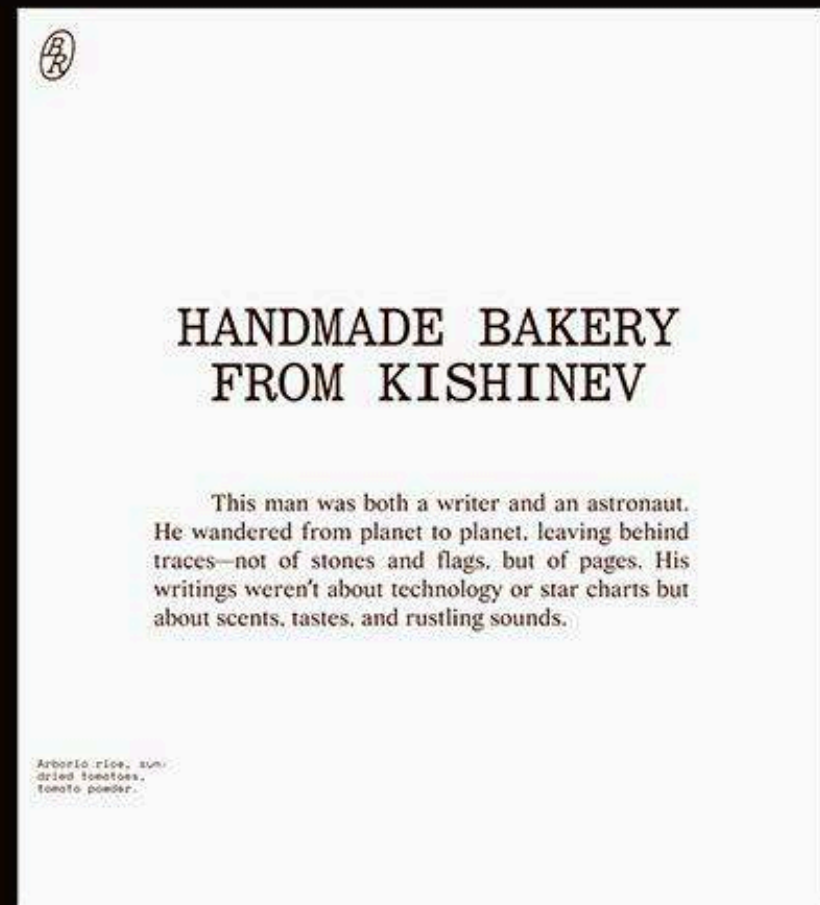 BR
HANDMADE BAKERY
FROM KISHINEV
This man was both a writer and an astronaut.
He wandered from planet to planet, leaving behind
traces—not of stones and flags, but of pages. His
writings weren't about technology or star charts but
about scents, tastes, and rustling sounds.
Arborio rice, sun-
dried tomatoes,
tomato powder.